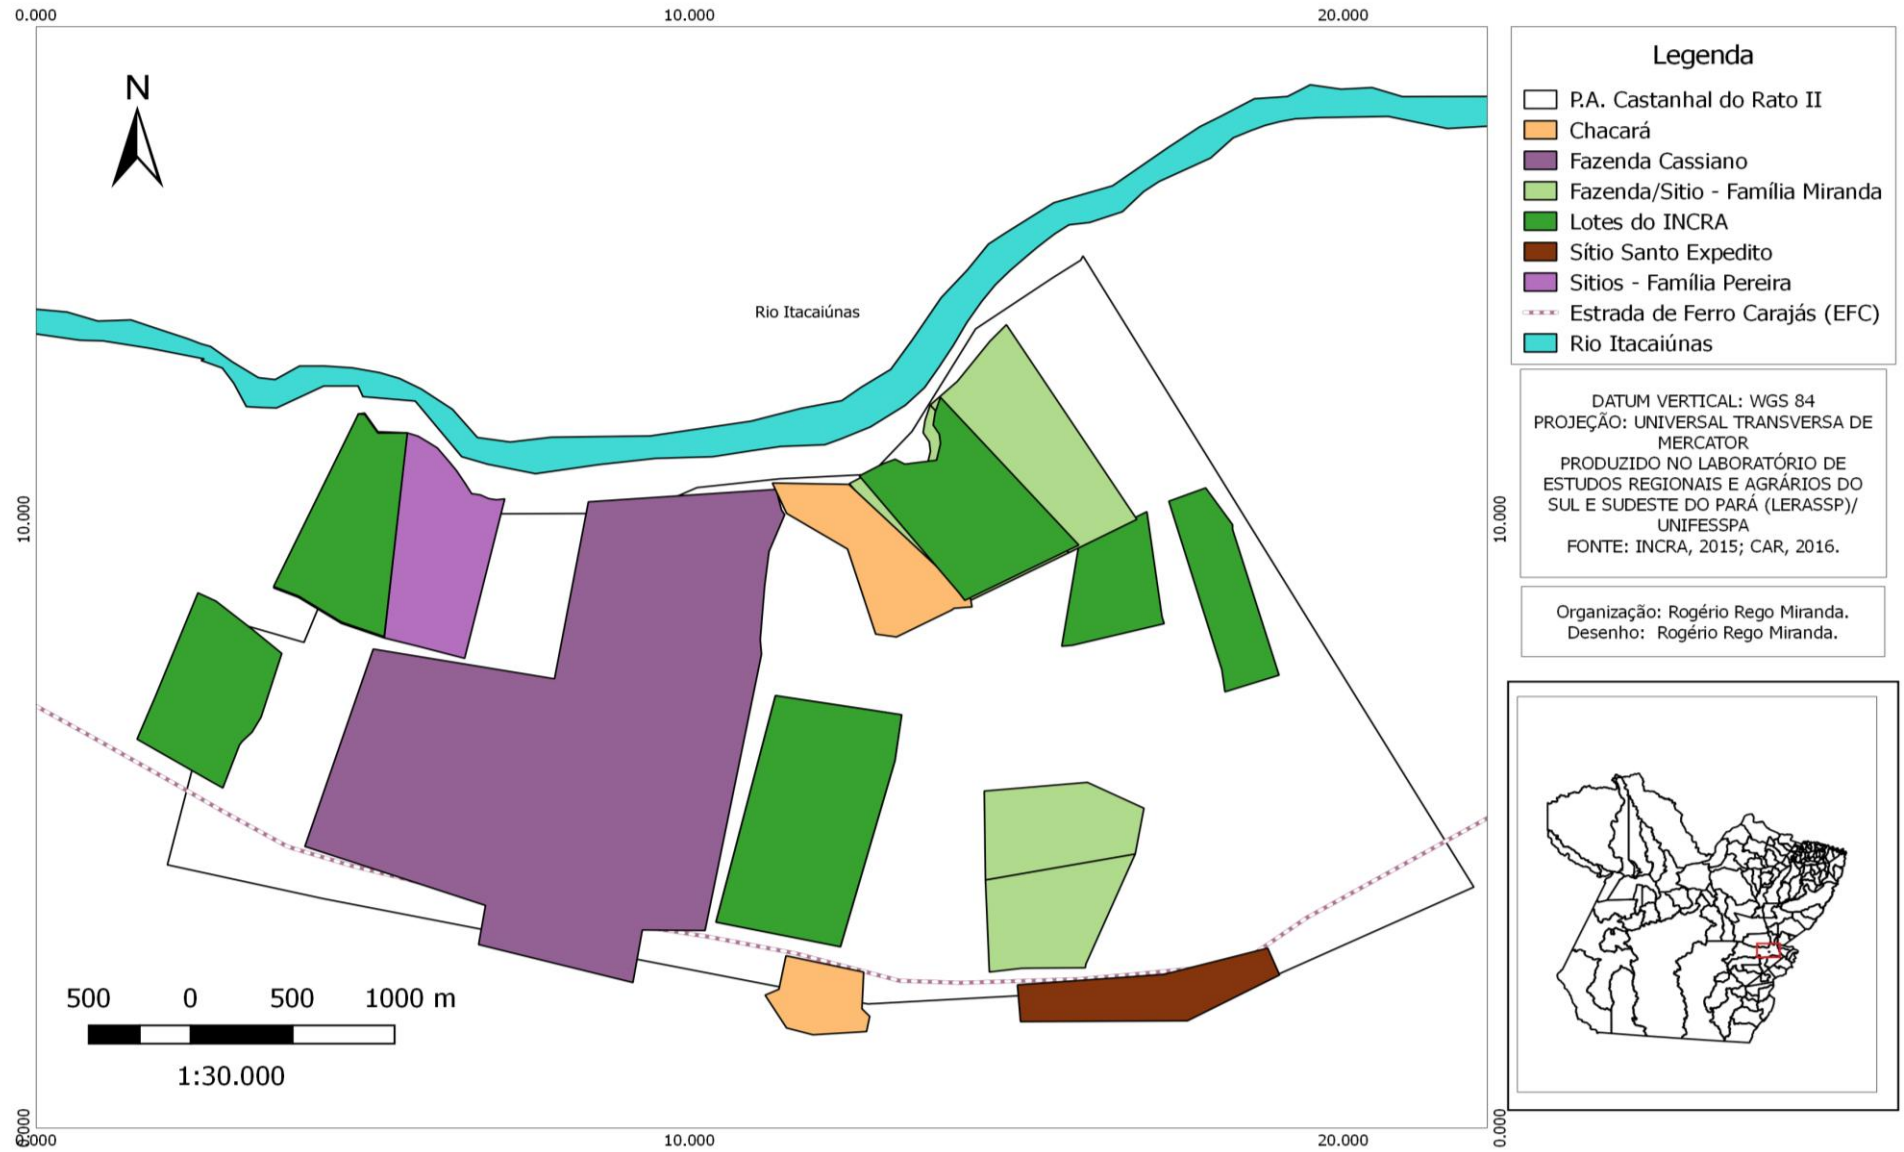 0.000
10.000
20.000
N
Rio Itacaiúnas
10.000
10.000
500
0
500
1000 m
1:30.000
0.000
0.000
0.000
10.000
20.000
Legenda
P.A. Castanhal do Rato II
Chacará
Fazenda Cassiano
Fazenda/Sitio - Família Miranda
Lotes do INCRA
Sítio Santo Expedito
Sitios - Família Pereira
Estrada de Ferro Carajás (EFC)
Rio Itacaiúnas
DATUM VERTICAL: WGS 84
PROJEÇÃO: UNIVERSAL TRANSVERSA DE
MERCATOR
PRODUZIDO NO LABORATÓRIO DE
ESTUDOS REGIONAIS E AGRÁRIOS DO
SUL E SUDESTE DO PARÁ (LERASSP)/
UNIFESSPA
FONTE: INCRA, 2015; CAR, 2016.
Organização: Rogério Rego Miranda.
Desenho: Rogério Rego Miranda.